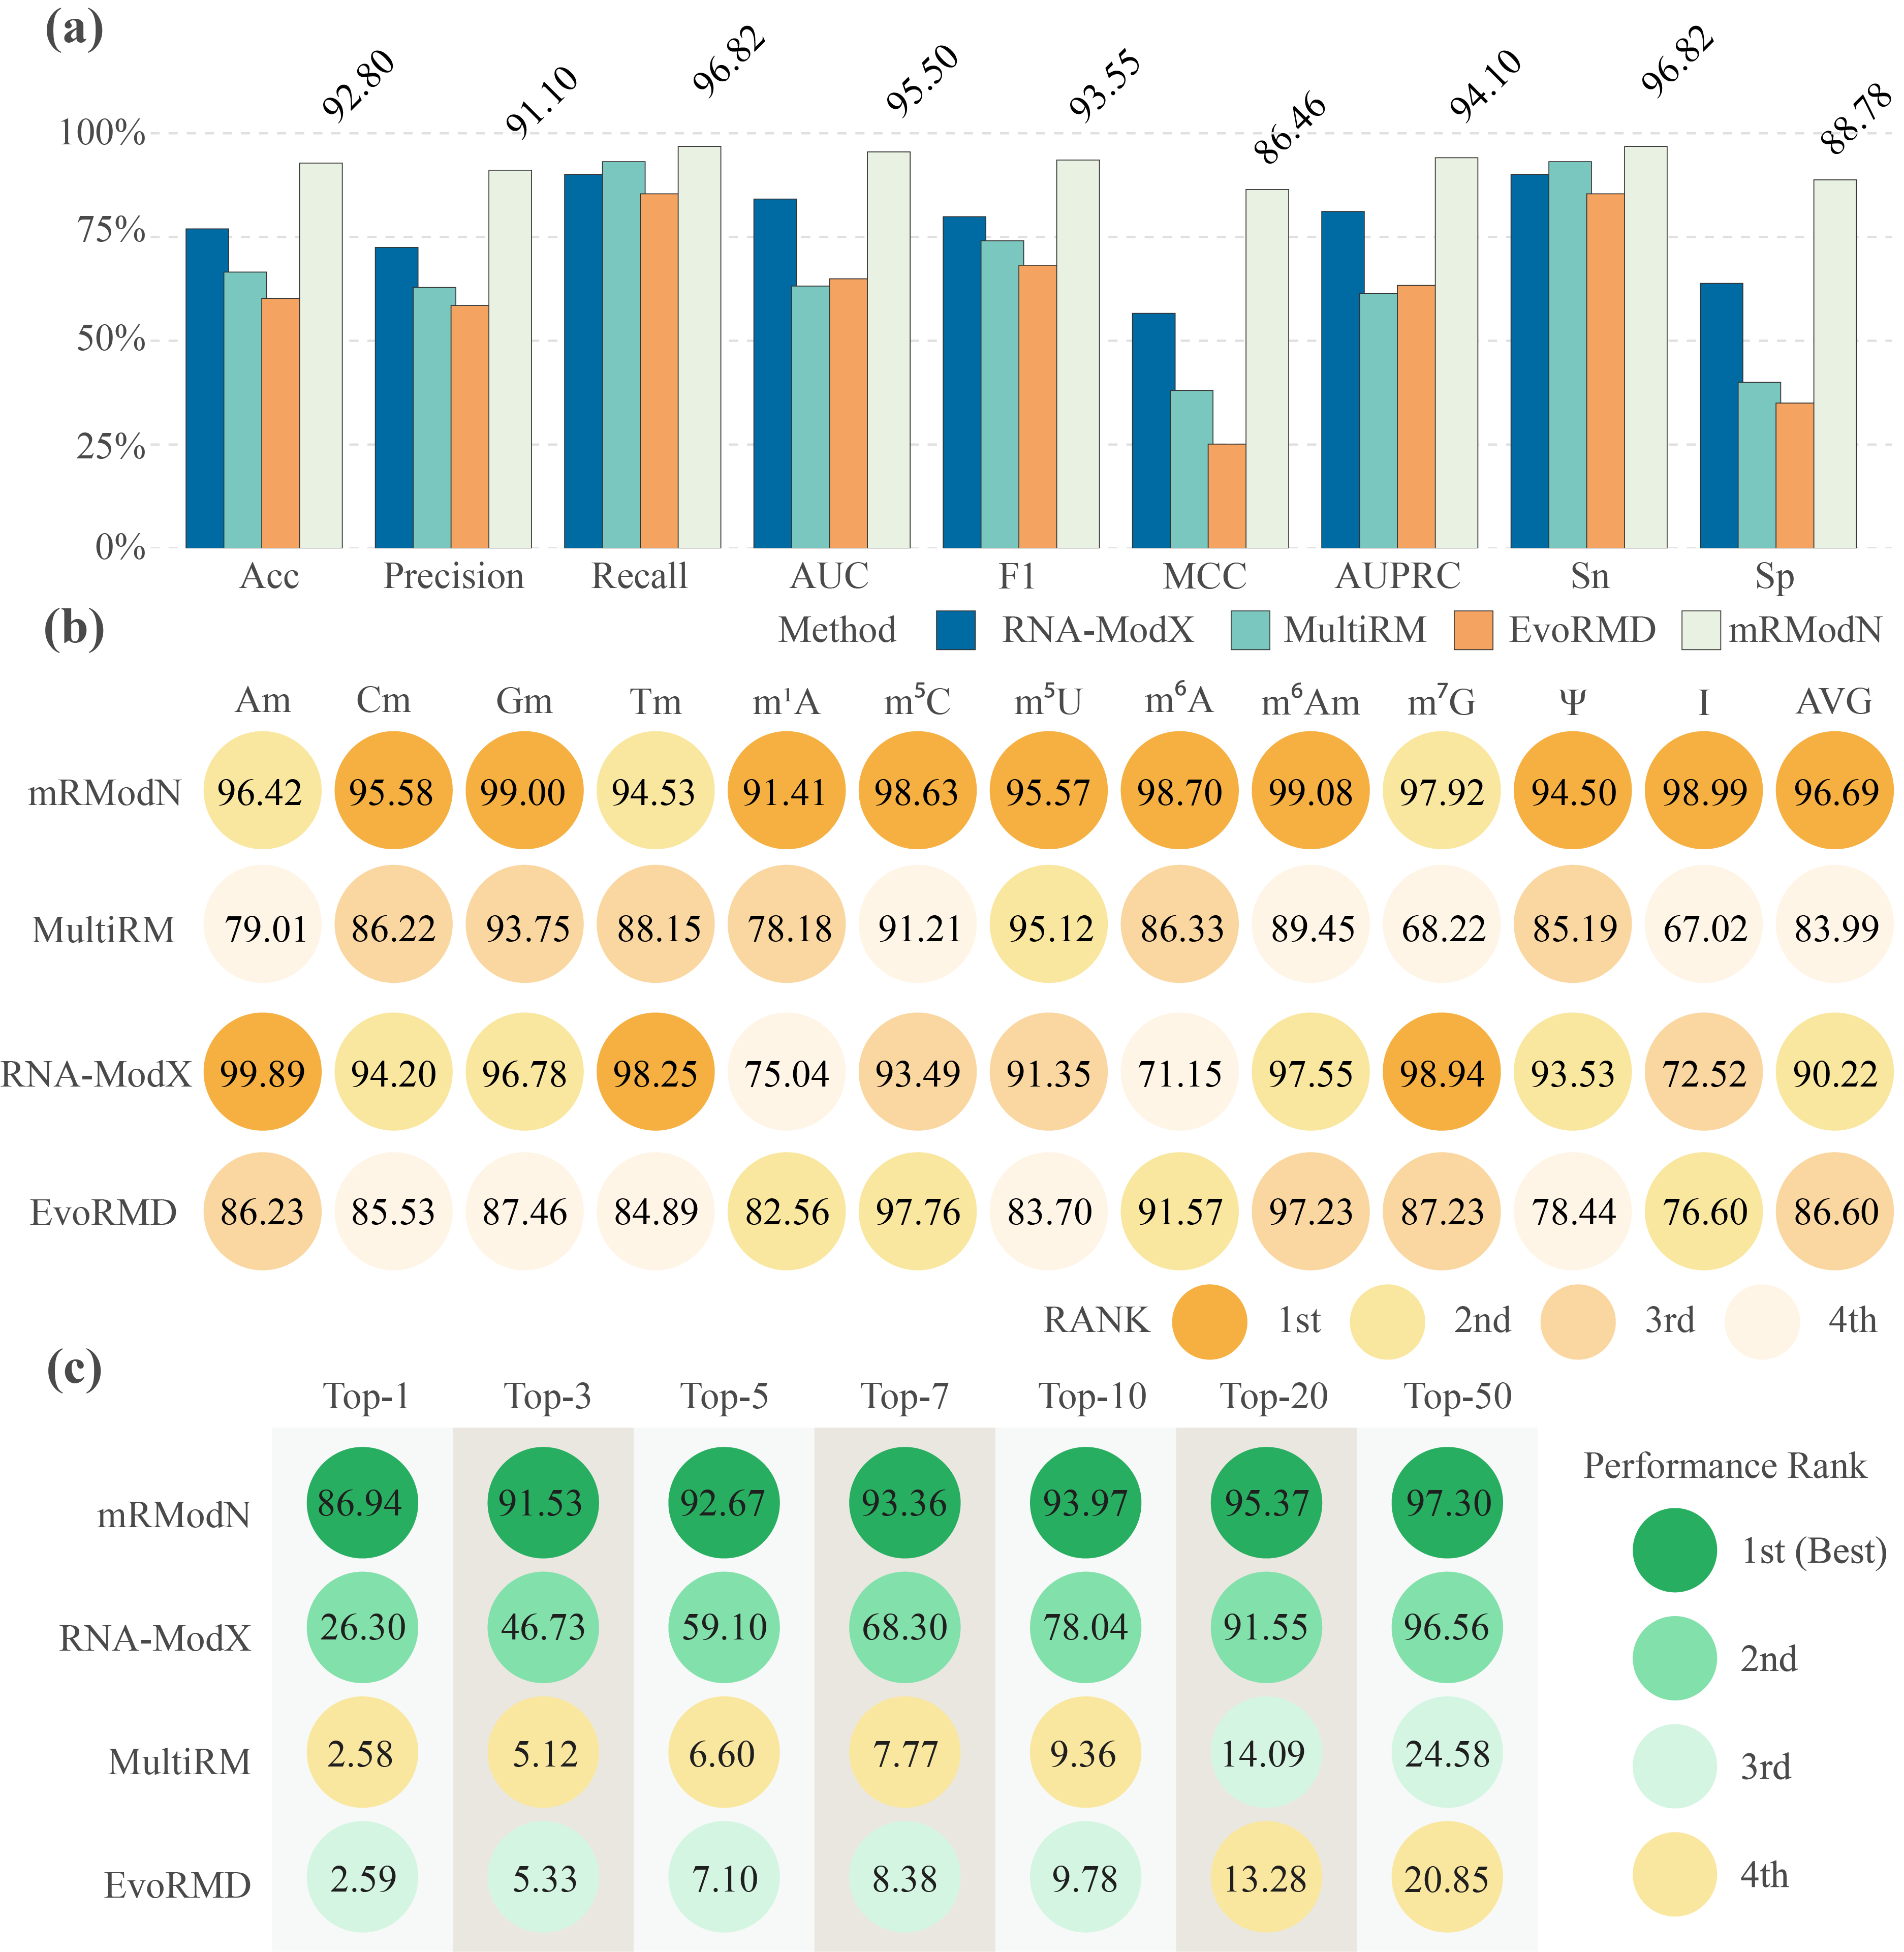 (a)
92.80 91.10 96.82 95.50 93.55 86.46 94.10 96.82 88.78
100%
75%
50%
25%
0%
Acc Precision Recall AUC F1 MCC AUPRC Sn Sp
Method RNA-ModX MultiRM EvoRMD mRModN
(b)
Am Cm Gm Tm m¹A m⁵C m⁵U m⁶A m⁶Am m⁷G Ψ I AVG
mRModN 96.42 95.58 99.00 94.53 91.41 98.63 95.57 98.70 99.08 97.92 94.50 98.99 96.69
MultiRM 79.01 86.22 93.75 88.15 78.18 91.21 95.12 86.33 89.45 68.22 85.19 67.02 83.99
RNA-ModX 99.89 94.20 96.78 98.25 75.04 93.49 91.35 71.15 97.55 98.94 93.53 72.52 90.22
EvoRMD 86.23 85.53 87.46 84.89 82.56 97.76 83.70 91.57 97.23 87.23 78.44 76.60 86.60
RANK 1st 2nd 3rd 4th
(c)
Top-1 Top-3 Top-5 Top-7 Top-10 Top-20 Top-50
mRModN 86.94 91.53 92.67 93.36 93.97 95.37 97.30
RNA-ModX 26.30 46.73 59.10 68.30 78.04 91.55 96.56
MultiRM 2.58 5.12 6.60 7.77 9.36 14.09 24.58
EvoRMD 2.59 5.33 7.10 8.38 9.78 13.28 20.85
Performance Rank
1st (Best)
2nd
3rd
4th